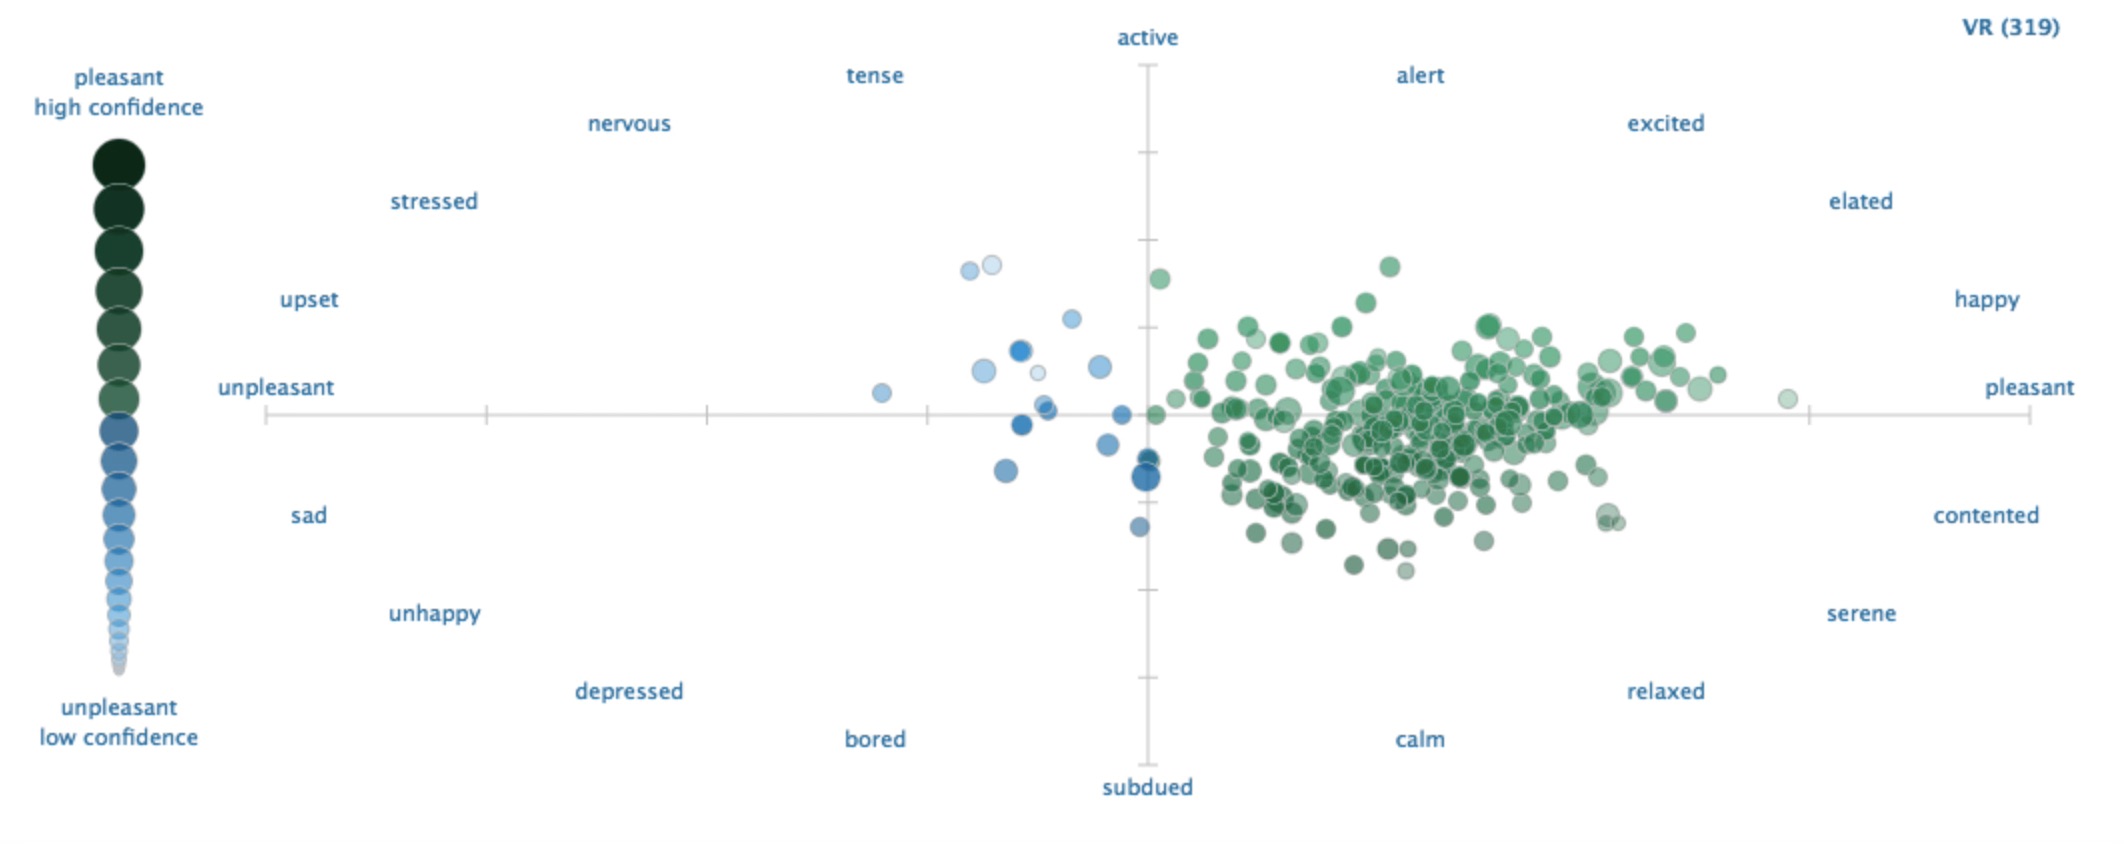 VR (319)
active
pleasant
high confidence
tense
alert
nervous
excited
stressed
elated
upset
happy
unpleasant
pleasant
sad
contented
unhappy
serene
depressed
relaxed
unpleasant
low confidence
bored
calm
subdued